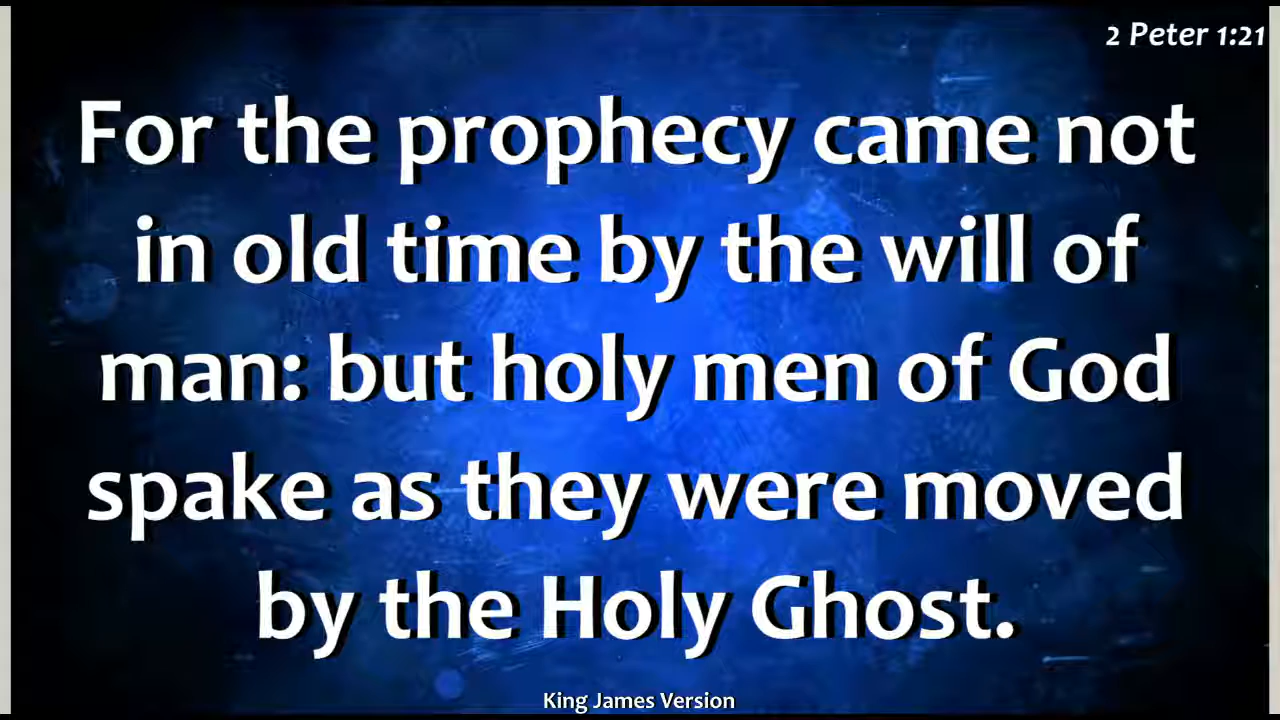 2 Peter 1:21
For the prophecy came not
in old time by the will of
man: but holy men of God
spake as they were moved
by the Holy Ghost.
King James Version